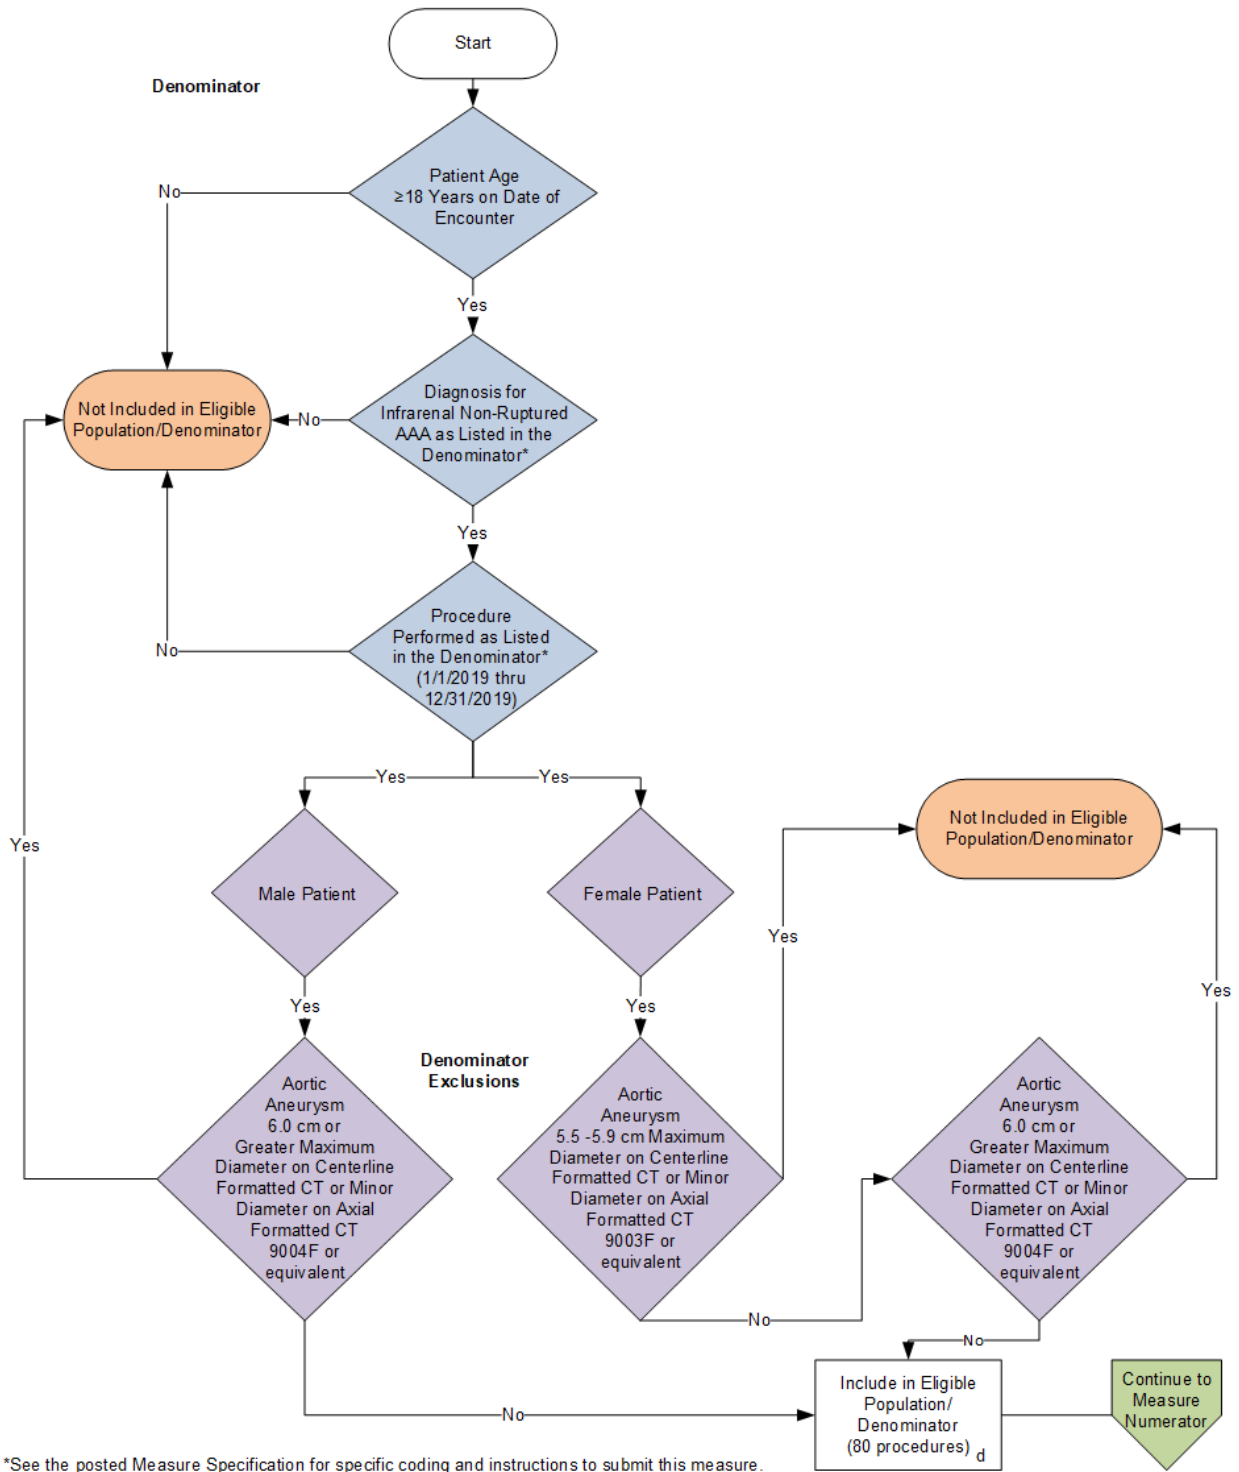 Start
Denominator
Patient Age
≥18 Years on Date of
Encounter
No
Yes
Not Included in Eligible
Population/Denominator
No
Diagnosis for
Infrarenal Non-Ruptured
AAA as Listed in the
Denominator*
Yes
Procedure
Performed as Listed
in the Denominator*
(1/1/2019 thru
12/31/2019)
No
Yes
Yes
Yes
Male Patient
Female Patient
Not Included in Eligible
Population/Denominator
Yes
Yes
Yes
Yes
Denominator
Exclusions
Aortic
Aneurysm
6.0 cm or
Greater Maximum
Diameter on Centerline
Formatted CT or Minor
Diameter on Axial
Formatted CT
9004F or
equivalent
Aortic
Aneurysm
5.5 -5.9 cm Maximum
Diameter on Centerline
Formatted CT or Minor
Diameter on Axial
Formatted CT
9003F or
equivalent
Aortic
Aneurysm
6.0 cm or
Greater Maximum
Diameter on Centerline
Formatted CT or Minor
Diameter on Axial
Formatted CT
9004F or
equivalent
No
No
No
Include in Eligible
Population/
Denominator
(80 procedures) d
Continue to
Measure
Numerator
*See the posted Measure Specification for specific coding and instructions to submit this measure.